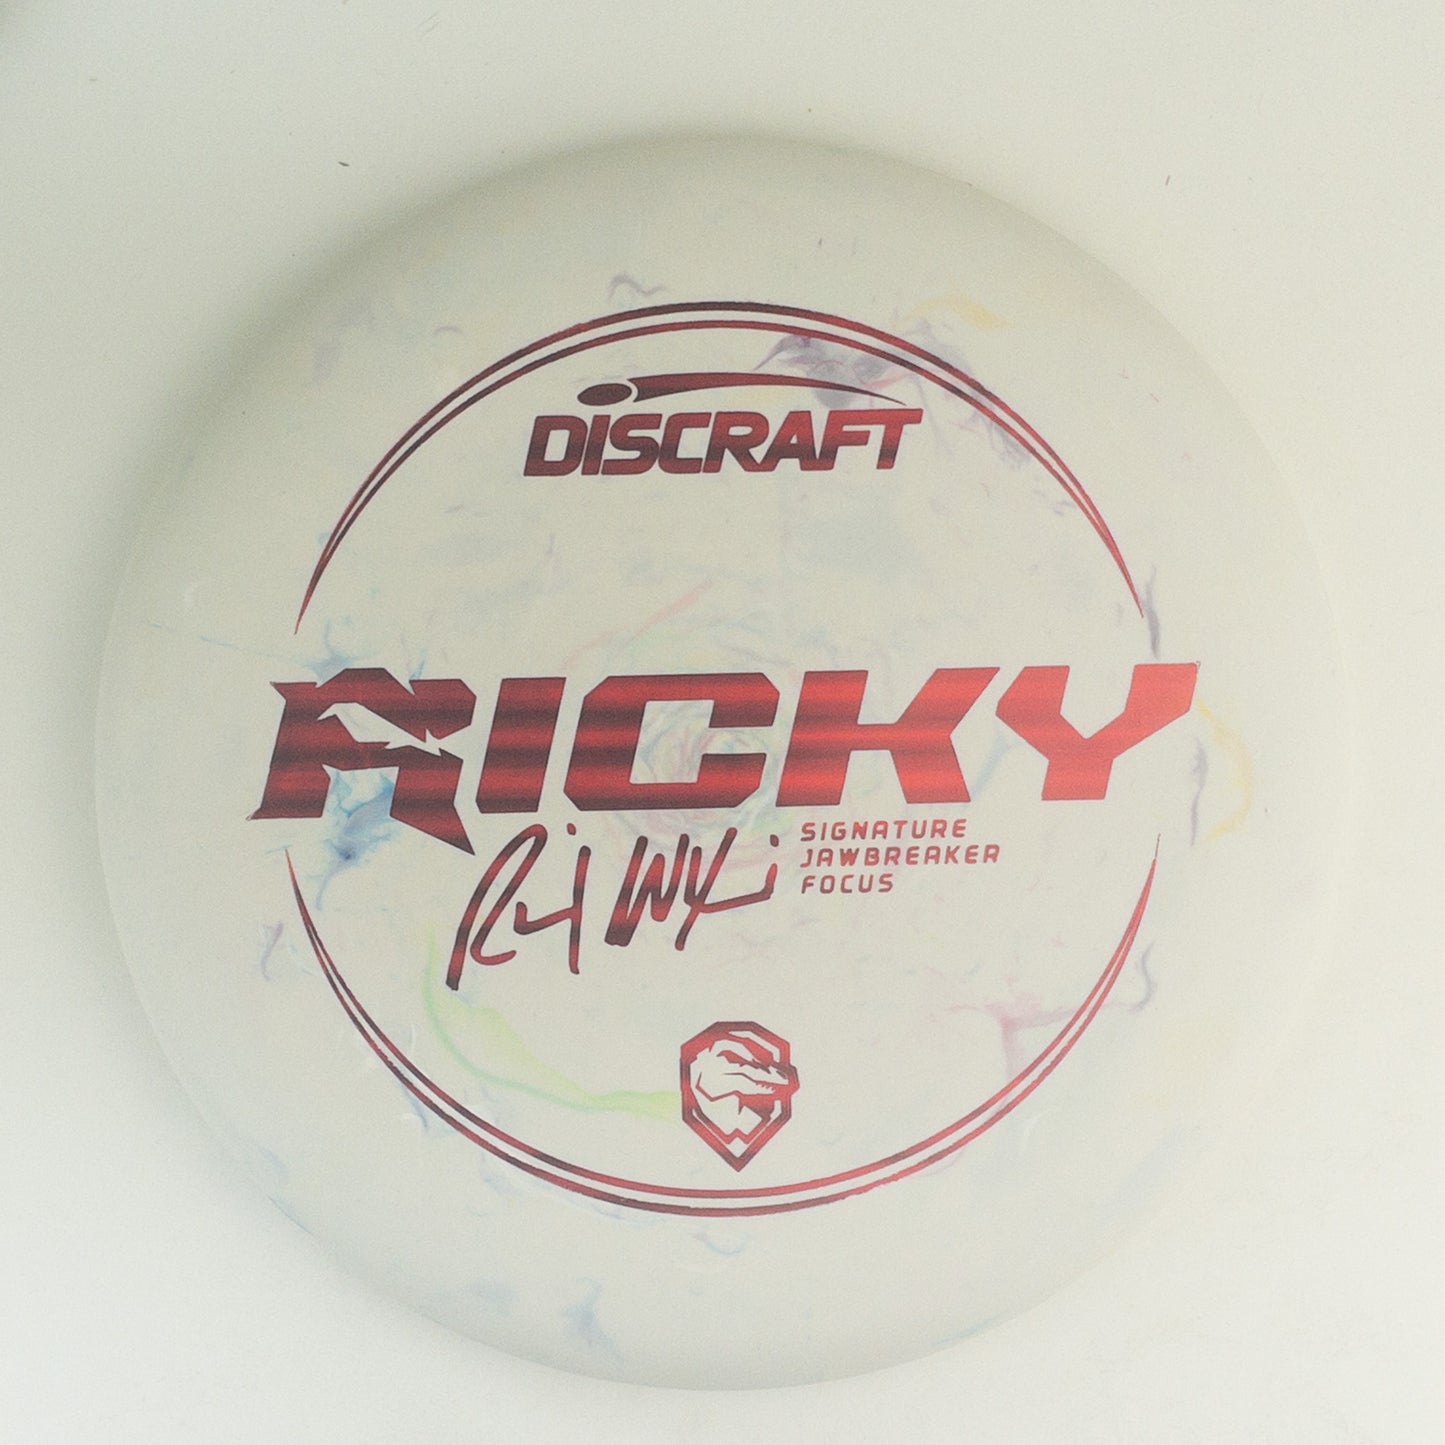 DISCRAFT
RICKY
SIGNATURE
JAWBREAKER
FOCUS